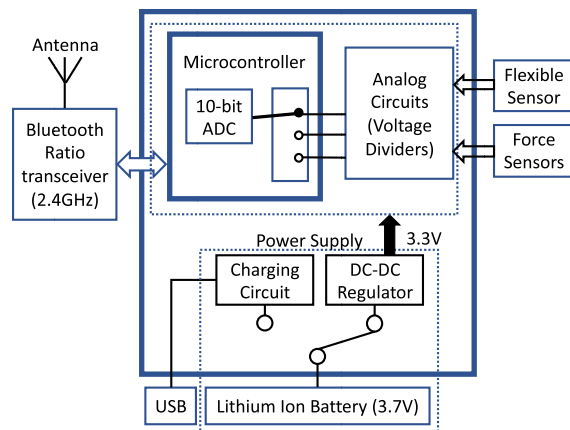 Antenna
Bluetooth
Ratio
transceiver
(2.4GHz)
Microcontroller
10-bit
ADC
Analog
Circuits
(Voltage
Dividers)
Flexible
Sensor
Force
Sensors
Power Supply
3.3V
Charging
Circuit
DC-DC
Regulator
USB
Lithium Ion Battery (3.7V)